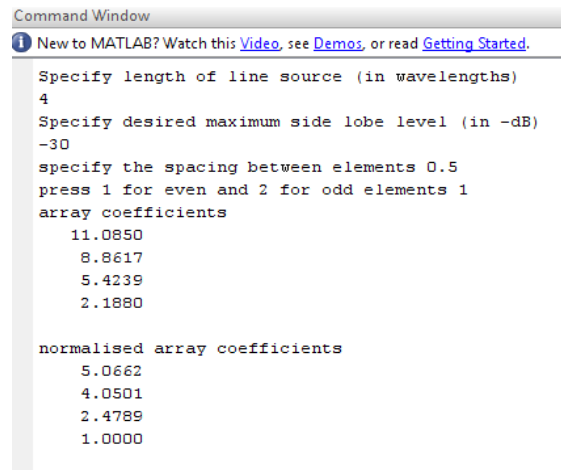 Command Window
New to MATLAB? Watch this Video, see Demos, or read Getting Started.
Specify length of line source (in wavelengths)
4
Specify desired maximum side lobe level (in -dB)
-30
specify the spacing between elements 0.5
press 1 for even and 2 for odd elements 1
array coefficients
11.0850
8.8617
5.4239
2.1880
normalised array coefficients
5.0662
4.0501
2.4789
1.0000